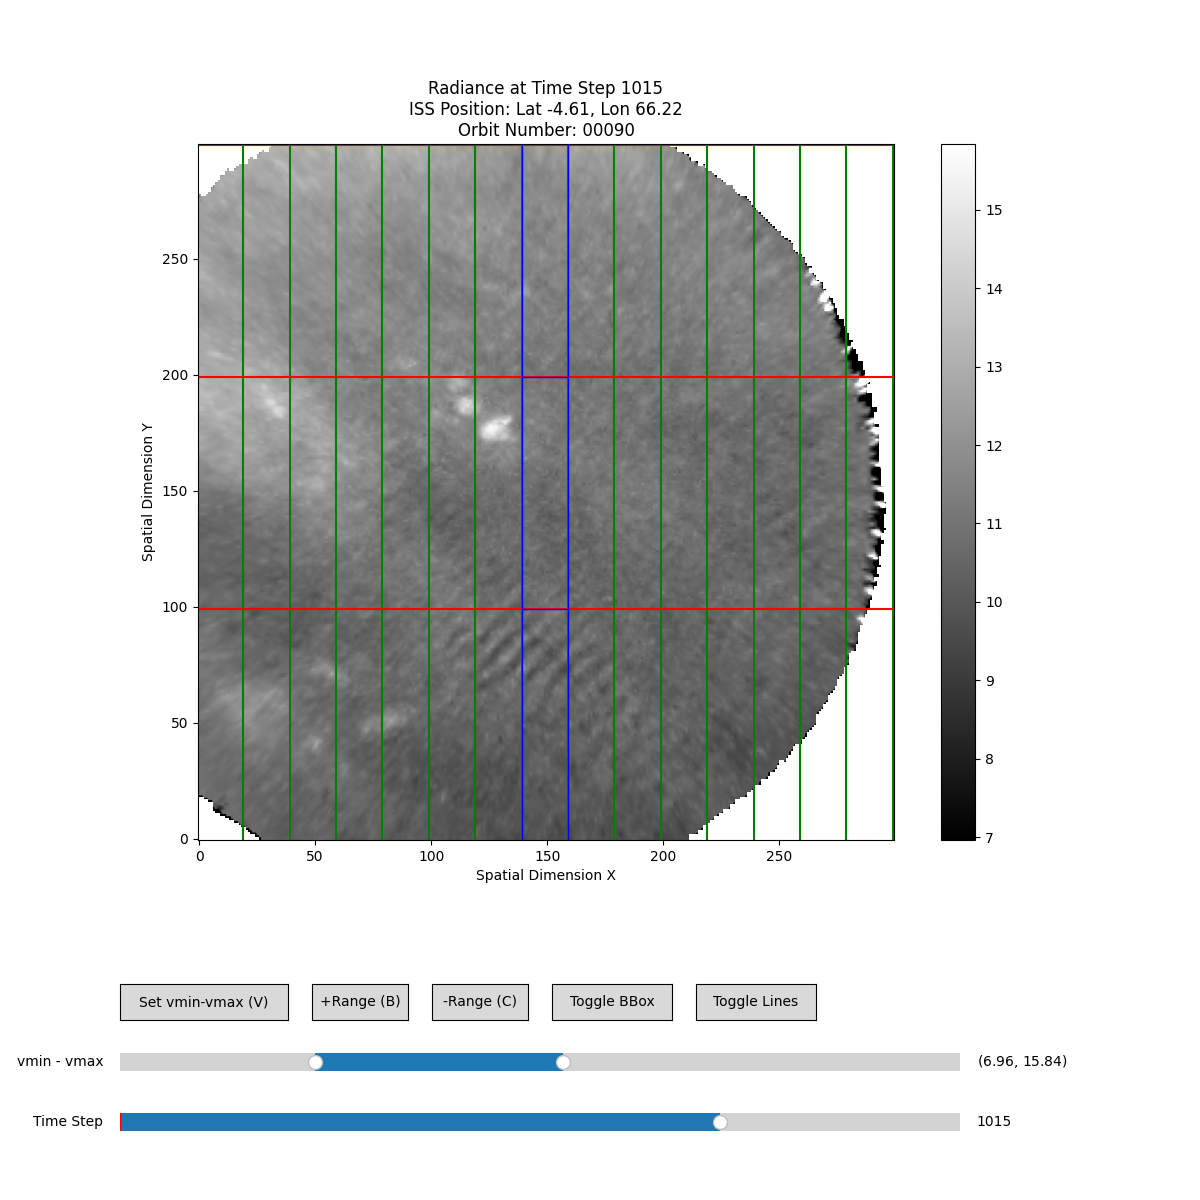 Radiance at Time Step 1015
ISS Position: Lat -4.61, Lon 66.22
Orbit Number: 00090
Spatial Dimension Y
250
200
150
100
50
0
0 50 100 150 200 250
Spatial Dimension X
15
14
13
12
11
10
9
8
7
Set vmin-vmax (V) +Range (B) -Range (C) Toggle BBox Toggle Lines
vmin - vmax (6.96, 15.84)
Time Step 1015